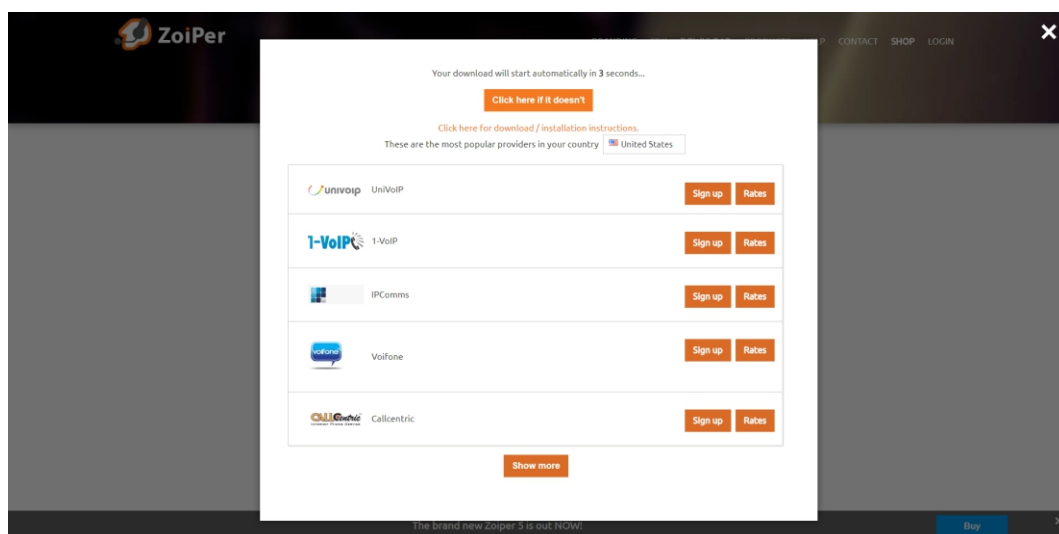 ZoiPer
CONTACT SHOP LOGIN
Your download will start automatically in 3 seconds...
Click here if it doesn't
Click here for download / installation instructions.
These are the most popular providers in your country United States
univoip UniVoIP Sign up Rates
1-VoIP 1-VoIP Sign up Rates
IPComms Sign up Rates
voifone Voifone Sign up Rates
CallCentric Callcentric Sign up Rates
Show more
The brand new Zoiper 5 is out NOW! Buy